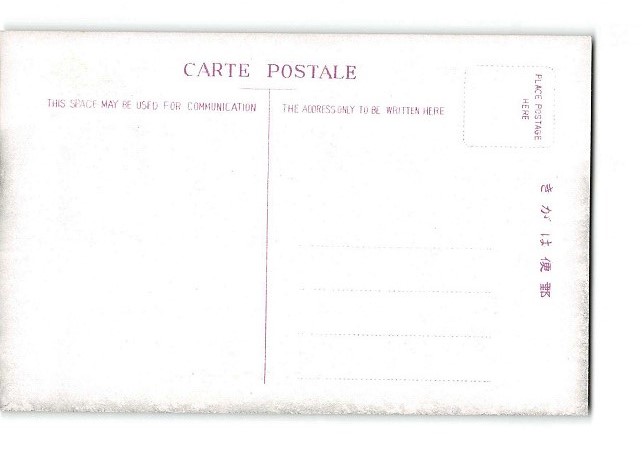 CARTE POSTALE
THIS SPACE MAY BE USED FOR COMMUNICATION
THE ADDRESS ONLY TO BE WRITTEN HERE
PLACE POSTAGE
HERE
きがは便郵